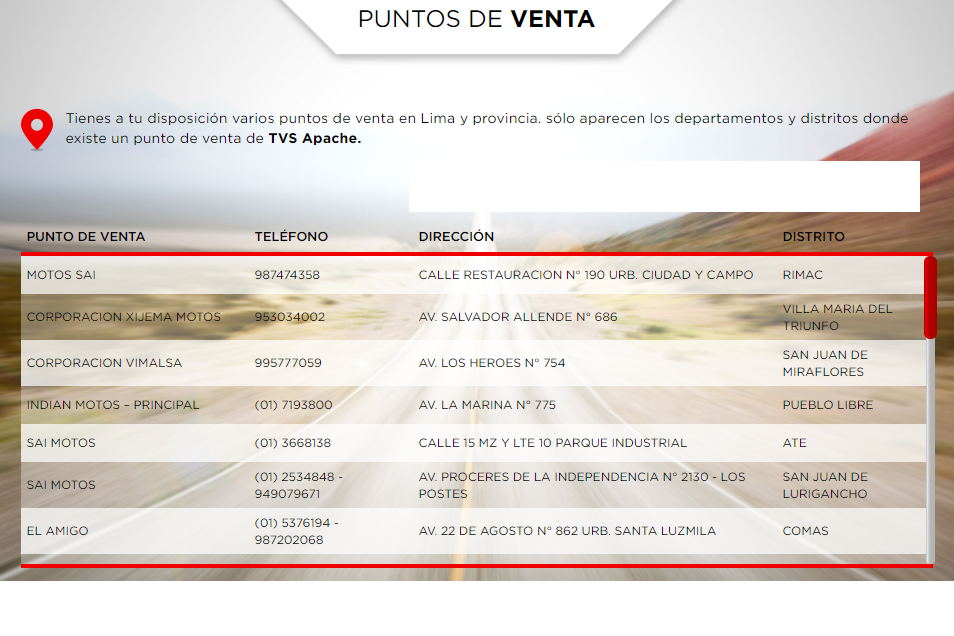 PUNTOS DE VENTA
Tienes a tu disposición varios puntos de venta en Lima y provincia. sólo aparecen los departamentos y distritos donde
existe un punto de venta de TVS Apache.
PUNTO DE VENTA TELÉFONO DIRECCIÓN DISTRITO
MOTOS SAI 987474358 CALLE RESTAURACION N° 190 URB. CIUDAD Y CAMPO RIMAC
CORPORACION XIJEMA MOTOS 953034002 AV. SALVADOR ALLENDE N° 686 VILLA MARIA DEL
TRIUNFO
CORPORACION VIMALSA 995777059 AV. LOS HEROES N° 754 SAN JUAN DE
MIRAFLORES
INDIAN MOTOS – PRINCIPAL (01) 7193800 AV. LA MARINA N° 775 PUEBLO LIBRE
SAI MOTOS (01) 3668138 CALLE 15 MZ Y LTE 10 PARQUE INDUSTRIAL ATE
SAI MOTOS (01) 2534848 - AV. PROCERES DE LA INDEPENDENCIA N° 2130 - LOS SAN JUAN DE
949079671 POSTES LURIGANCHO
EL AMIGO (01) 5376194 - AV. 22 DE AGOSTO N° 862 URB. SANTA LUZMILA COMAS
987202068